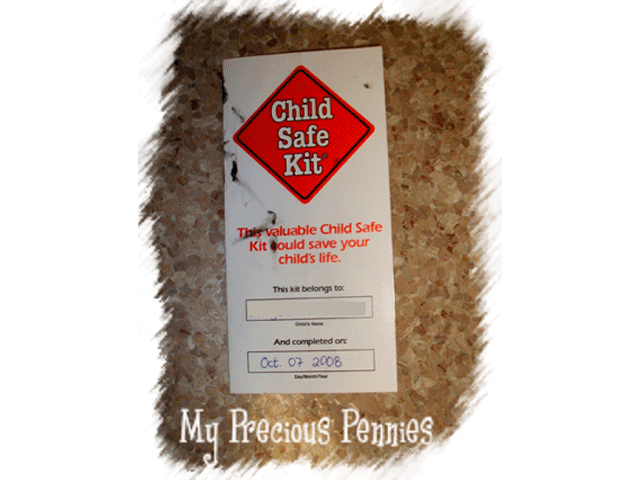 Child
Safe
Kit
This valuable Child Safe
Kit could save your
child's life.
This kit belongs to:
Child's Name
And completed on:
Oct. 07 2008
Day/Month/Year
My Precious Pennies